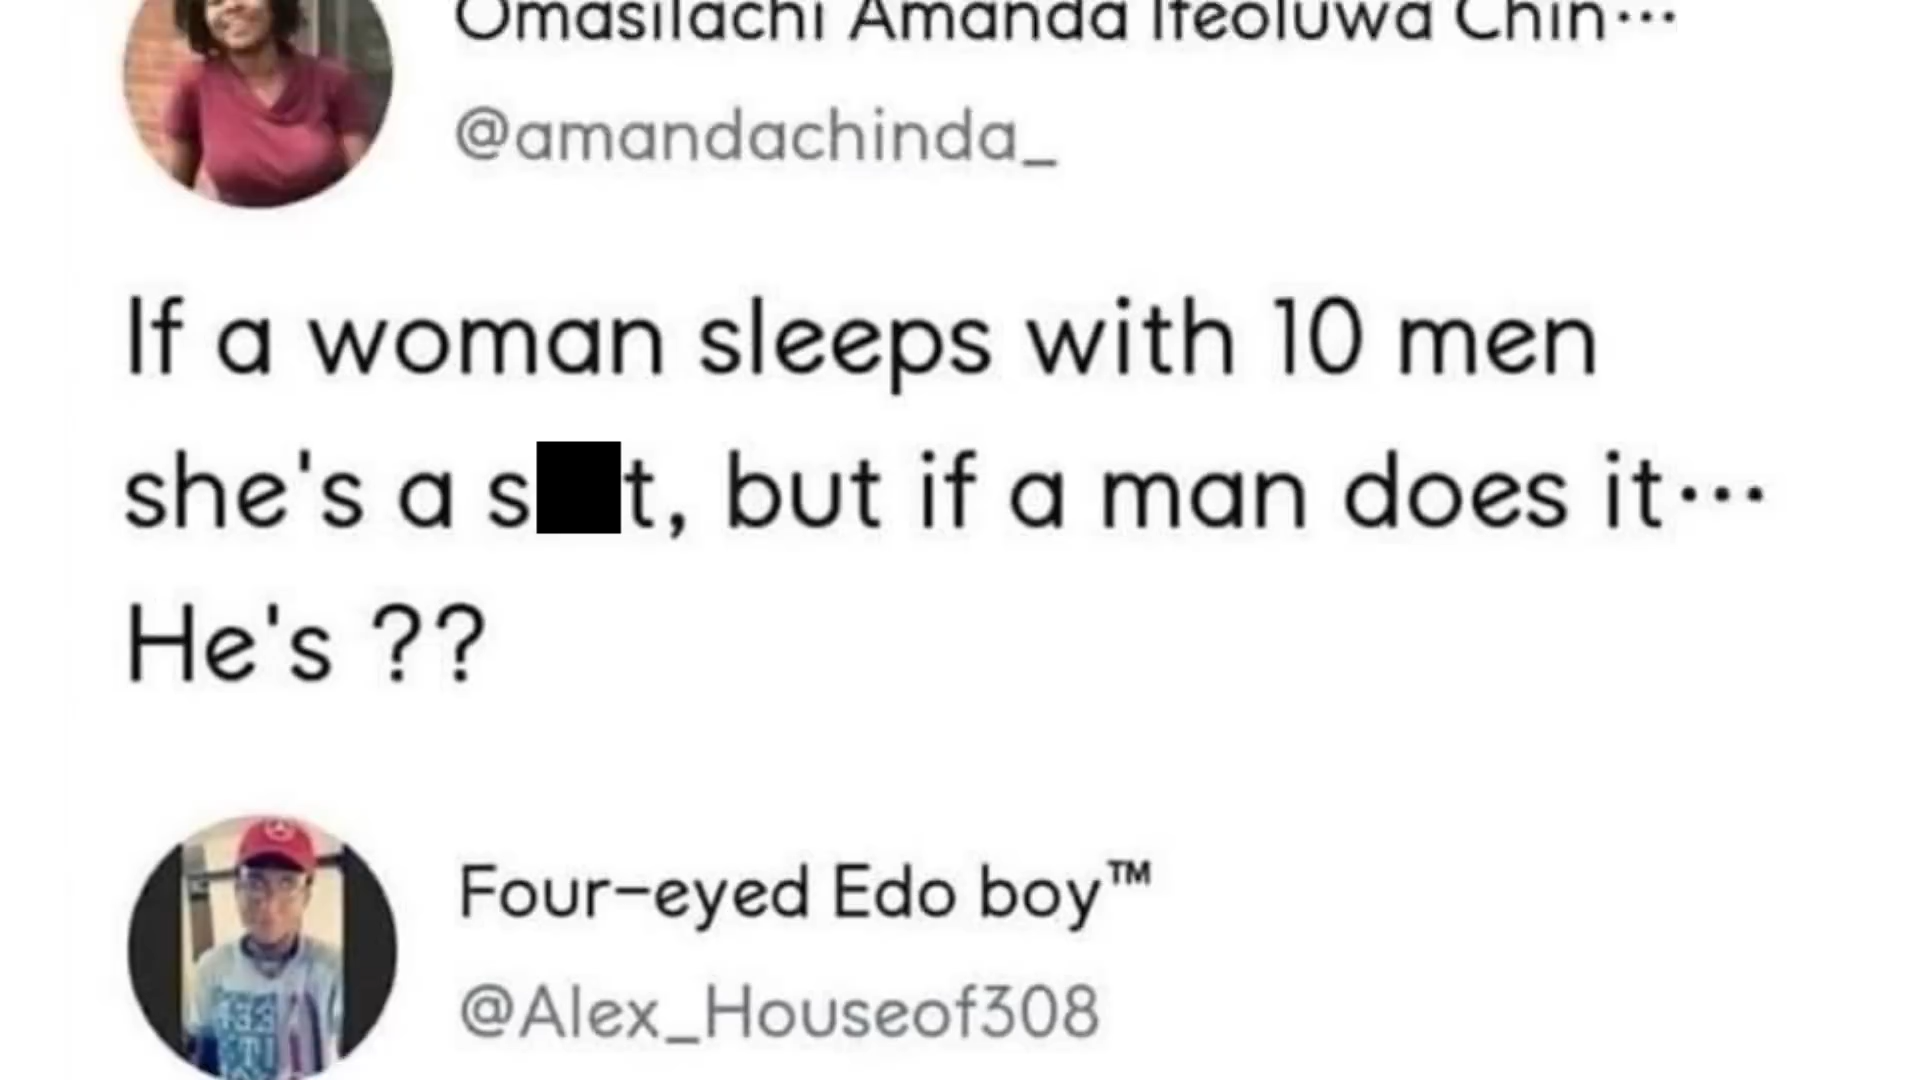 Omasilachi Amanda Ifeoluwa Chin…
@amandachinda_
If a woman sleeps with 10 men
she's a s t, but if a man does it…
He's ??
Four-eyed Edo boy™
@Alex_Houseof308